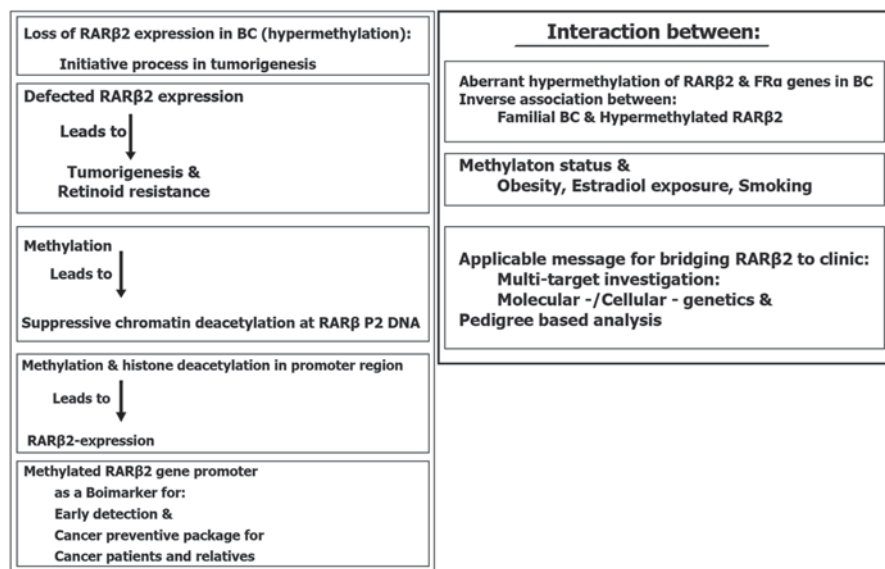 Loss of RARβ2 expression in BC (hypermethylation):
Initiative process in tumorigenesis
Defected RARβ2 expression
Leads to
Tumorigenesis &
Retinoid resistance
Methylation
Leads to
Suppressive chromatin deacetylation at RARβ P2 DNA
Methylation & histone deacetylation in promoter region
Leads to
RARβ2-expression
Methylated RARβ2 gene promoter
as a Boimarker for:
Early detection &
Cancer preventive package for
Cancer patients and relatives
Interaction between:
Aberrant hypermethylation of RARβ2 & FRα genes in BC
Inverse association between:
Familial BC & Hypermethylated RARβ2
Methylaton status &
Obesity, Estradiol exposure, Smoking
Applicable message for bridging RARβ2 to clinic:
Multi-target investigation:
Molecular -/Cellular - genetics &
Pedigree based analysis